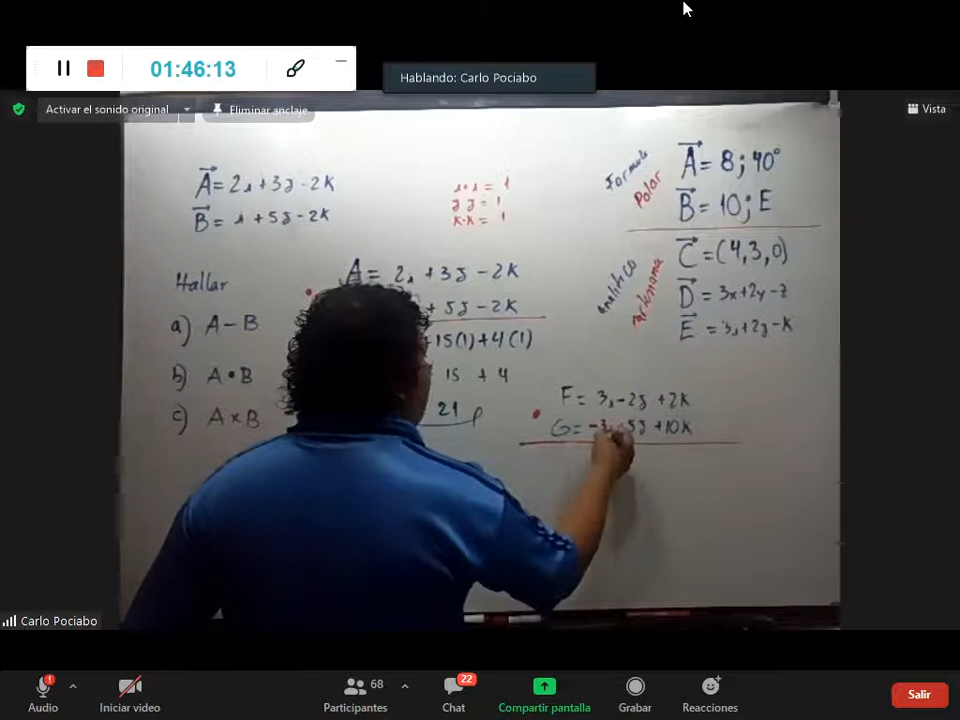 01:46:13
Hablando: Carlo Pociabo
Activar el sonido original
Eliminar anclaje
Vista
A = 2i + 3j - 2k
B = i + 5j - 2k
i·i = 1
j·j = 1
k·k = 1
Formula
Polar
A = 8; 40°
B = 10; E
Hallar
a) A - B
b) A • B
c) A × B
A = 2i + 3j - 2k
+ 5j - 2k
+ 15(1) + 4(1)
15 + 4
21
analitico
C = (4, 3, 0)
D = 3x + 2y - z
E = 3i + 2j - k
F = 3i - 2j + 2k
G = -3i 5j + 10k
Carlo Pociabo
Audio
Iniciar video
Participantes
68
Chat
22
Compartir pantalla
Grabar
Reacciones
Salir